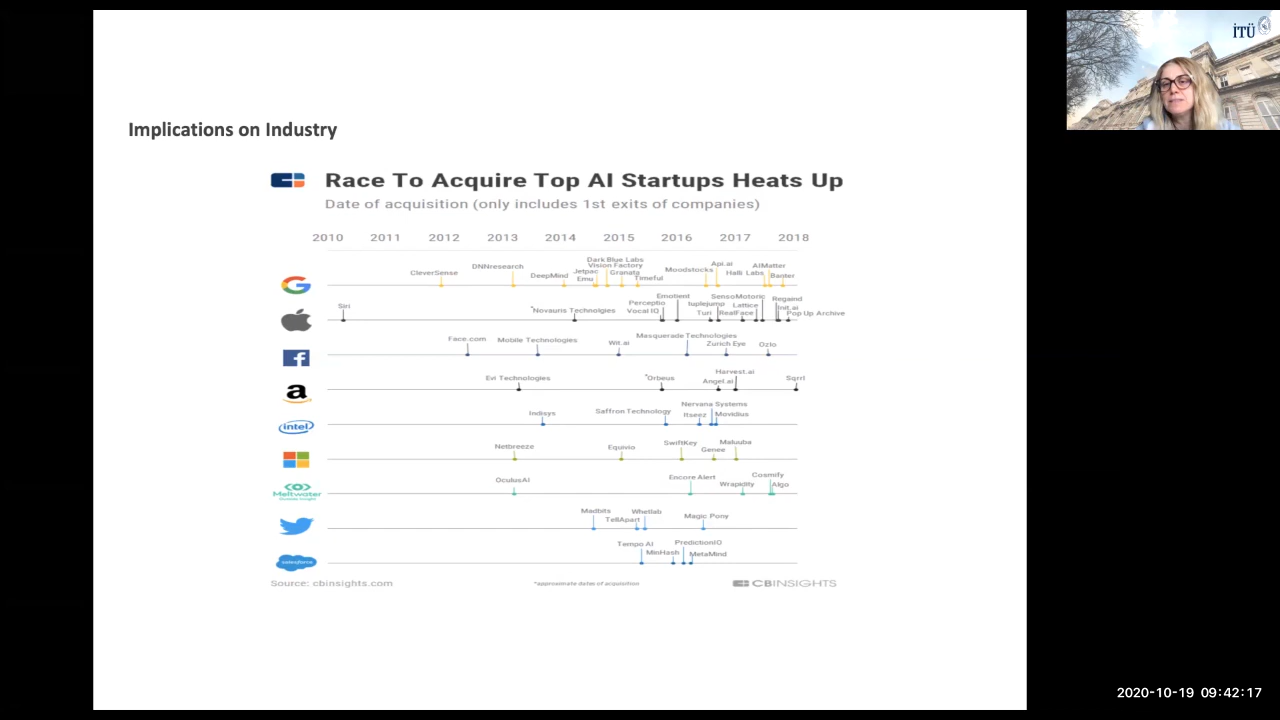 İTÜ
Implications on Industry
Race To Acquire Top AI Startups Heats Up
Date of acquisition (only includes 1st exits of companies)
2010 2011 2012 2013 2014 2015 2016 2017 2018
CleverSense DNNresearch DeepMind Jetpac Emu Dark Blue Labs Vision Factory Granata Timeful Moodstocks Api.ai Halli Labs AIMatter Banter
Siri *Novauris Technolgies Perceptio Vocal IQ Emotient tuplejump Turi RealFace SensoMotoric Lattice Regaind Init.ai Pop Up Archive
Face.com Mobile Technologies Wit.ai Masquerade Technologies Zurich Eye Ozlo
Evi Technologies *Orbeus Angel.ai Harvest.ai Sqrrl
intel Indisys Saffron Technology Itseez Nervana Systems Movidius
Netbreeze Equivio SwiftKey Genee Maluuba
Meltwater OculusAI Encore Alert Wrapidity Cosmify Algo
Madbits TellApart Whetlab Magic Pony
salesforce Tempo AI MinHash PredictionIO MetaMind
Source: cbinsights.com *approximate dates of acquisition CBINSIGHTS
2020-10-19 09:42:17